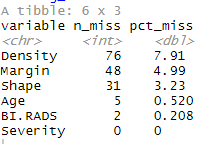 A tibble: 6 x 3
variable n_miss pct_miss
<chr> <int> <dbl>
Density 76 7.91
Margin 48 4.99
Shape 31 3.23
Age 5 0.520
BI.RADS 2 0.208
Severity 0 0